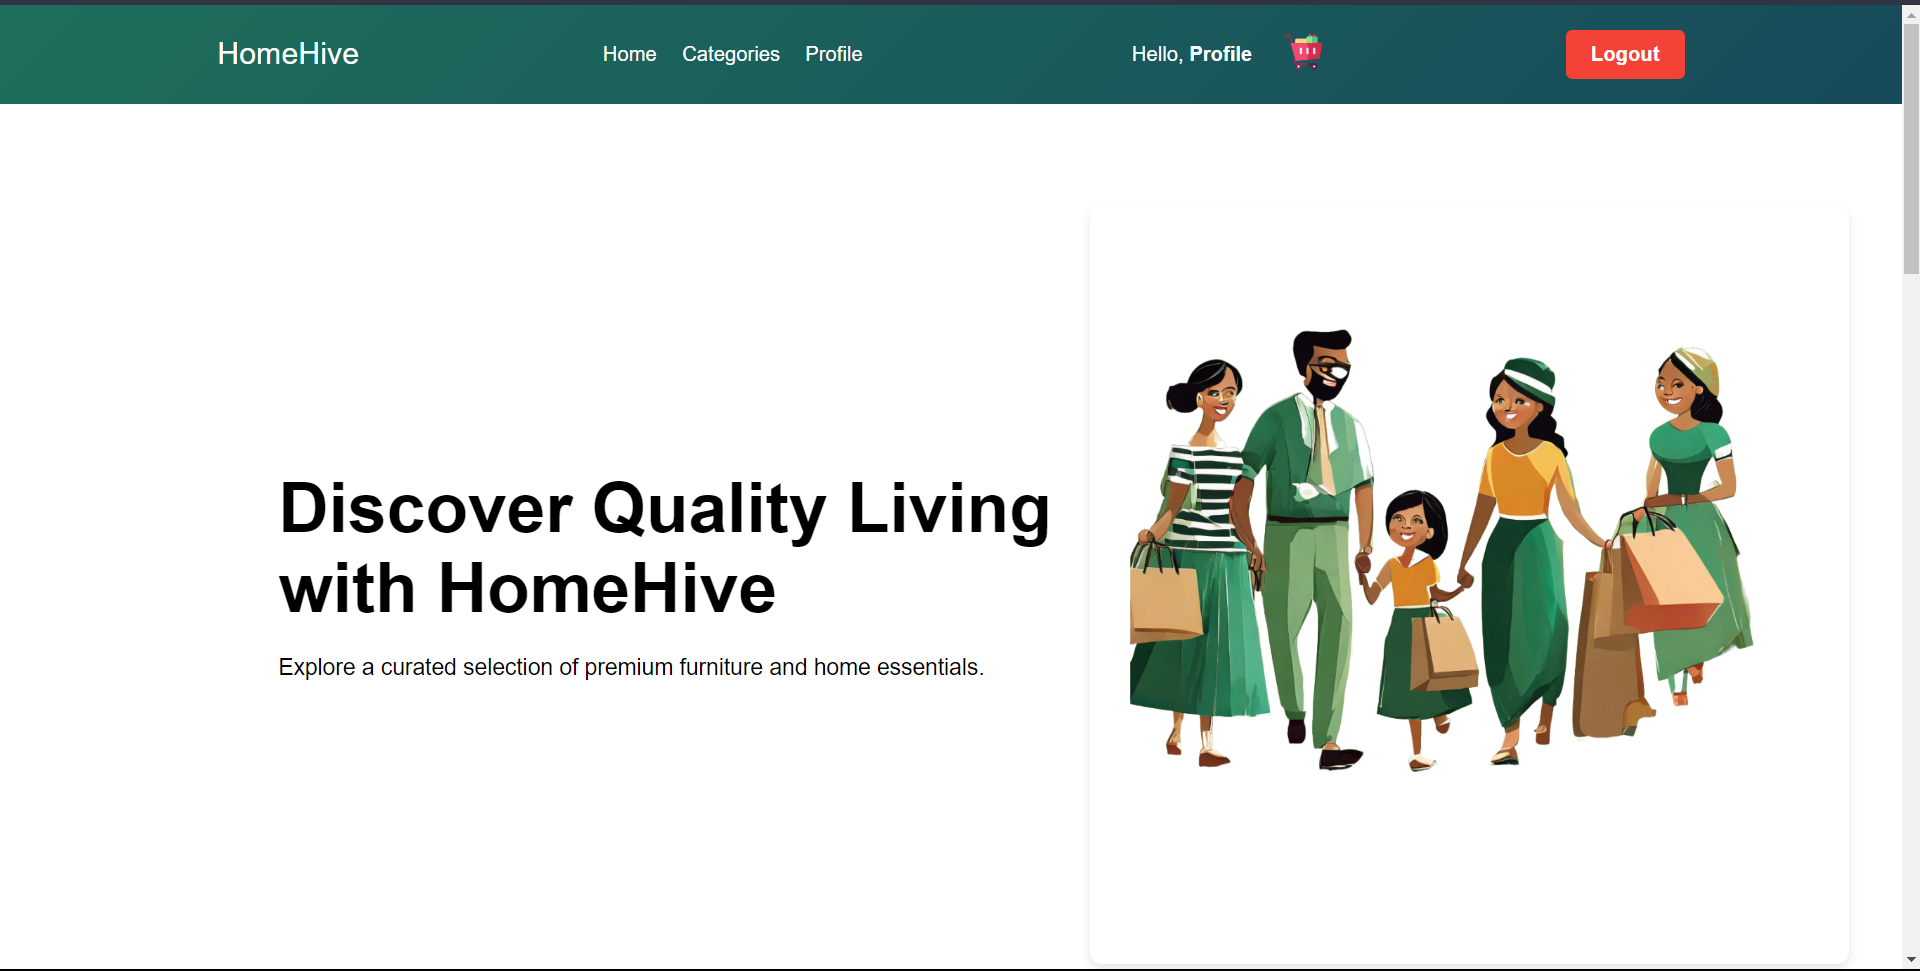 HomeHive
Home Categories Profile
Hello, Profile
Logout
Discover Quality Living
with HomeHive
Explore a curated selection of premium furniture and home essentials.